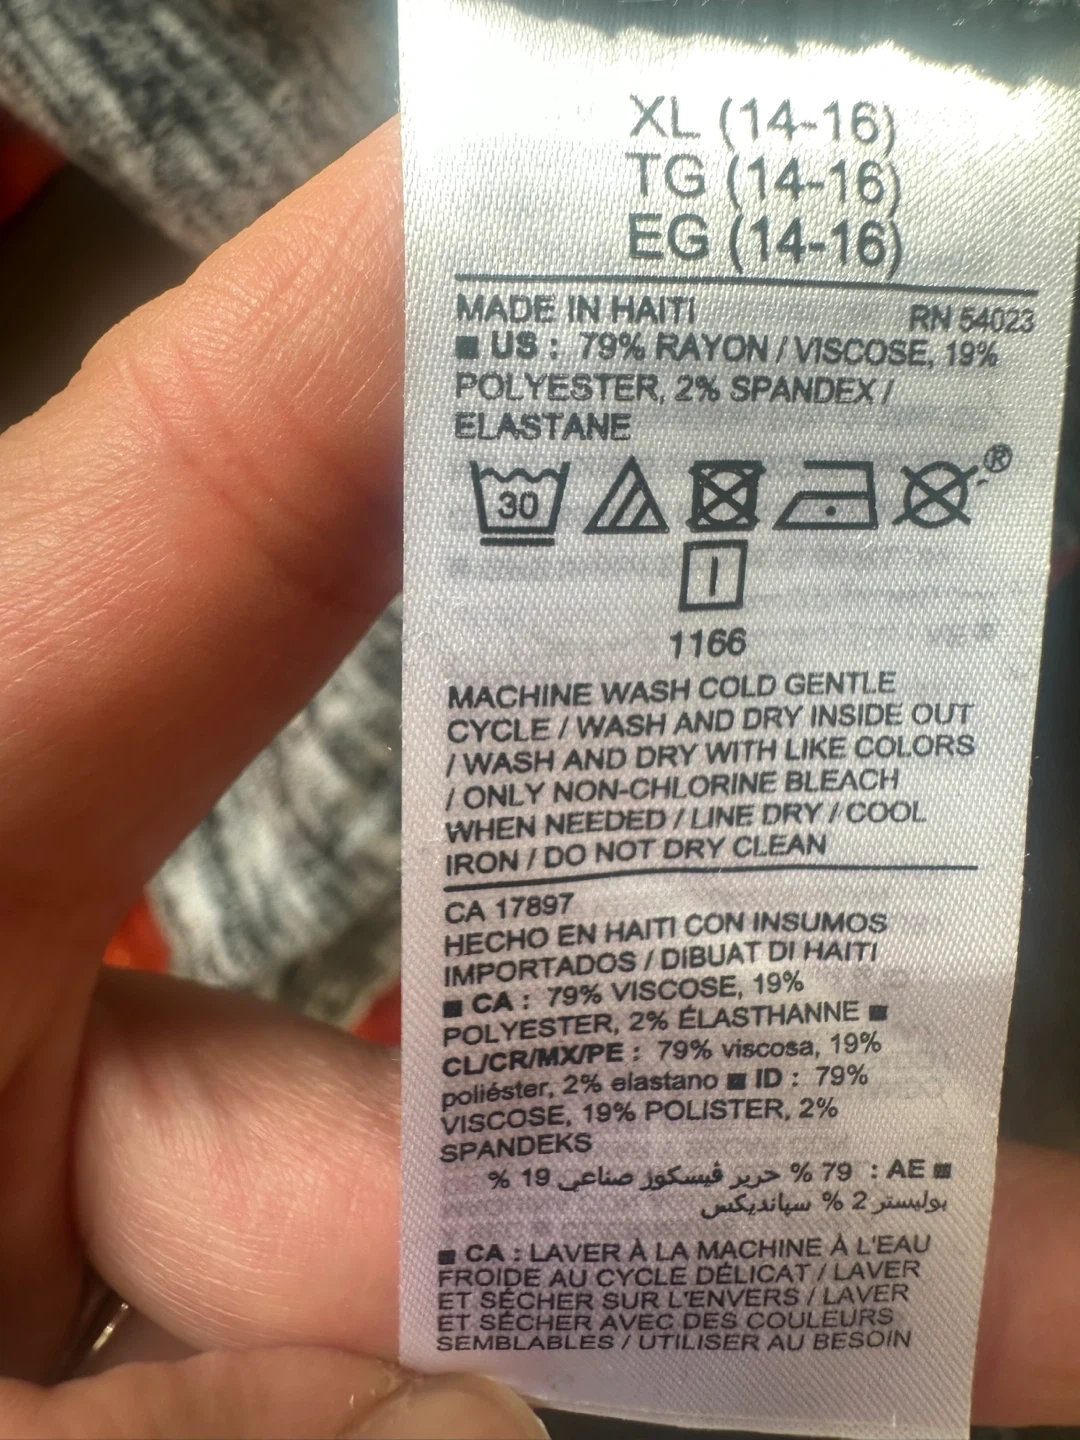 XL (14-16)
TG (14-16)
EG (14-16)
MADE IN HAITI RN 54023
■ US : 79% RAYON / VISCOSE, 19%
POLYESTER, 2% SPANDEX /
ELASTANE
30
®
1166
MACHINE WASH COLD GENTLE
CYCLE / WASH AND DRY INSIDE OUT
/ WASH AND DRY WITH LIKE COLORS
/ ONLY NON-CHLORINE BLEACH
WHEN NEEDED / LINE DRY / COOL
IRON / DO NOT DRY CLEAN
CA 17897
HECHO EN HAITI CON INSUMOS
IMPORTADOS / DIBUAT DI HAITI
■ CA : 79% VISCOSE, 19%
POLYESTER, 2% ÉLASTHANNE ■
CL/CR/MX/PE : 79% viscosa, 19%
poliéster, 2% elastano ■ ID : 79%
VISCOSE, 19% POLISTER, 2%
SPANDEKS
■ AE : 79 % حرير ڤيسكوز صناعي 19 %
بوليستر 2 % سپانديكس
■ CA : LAVER À LA MACHINE À L'EAU
FROIDE AU CYCLE DÉLICAT / LAVER
ET SÉCHER SUR L'ENVERS / LAVER
ET SÉCHER AVEC DES COULEURS
SEMBLABLES / UTILISER AU BESOIN